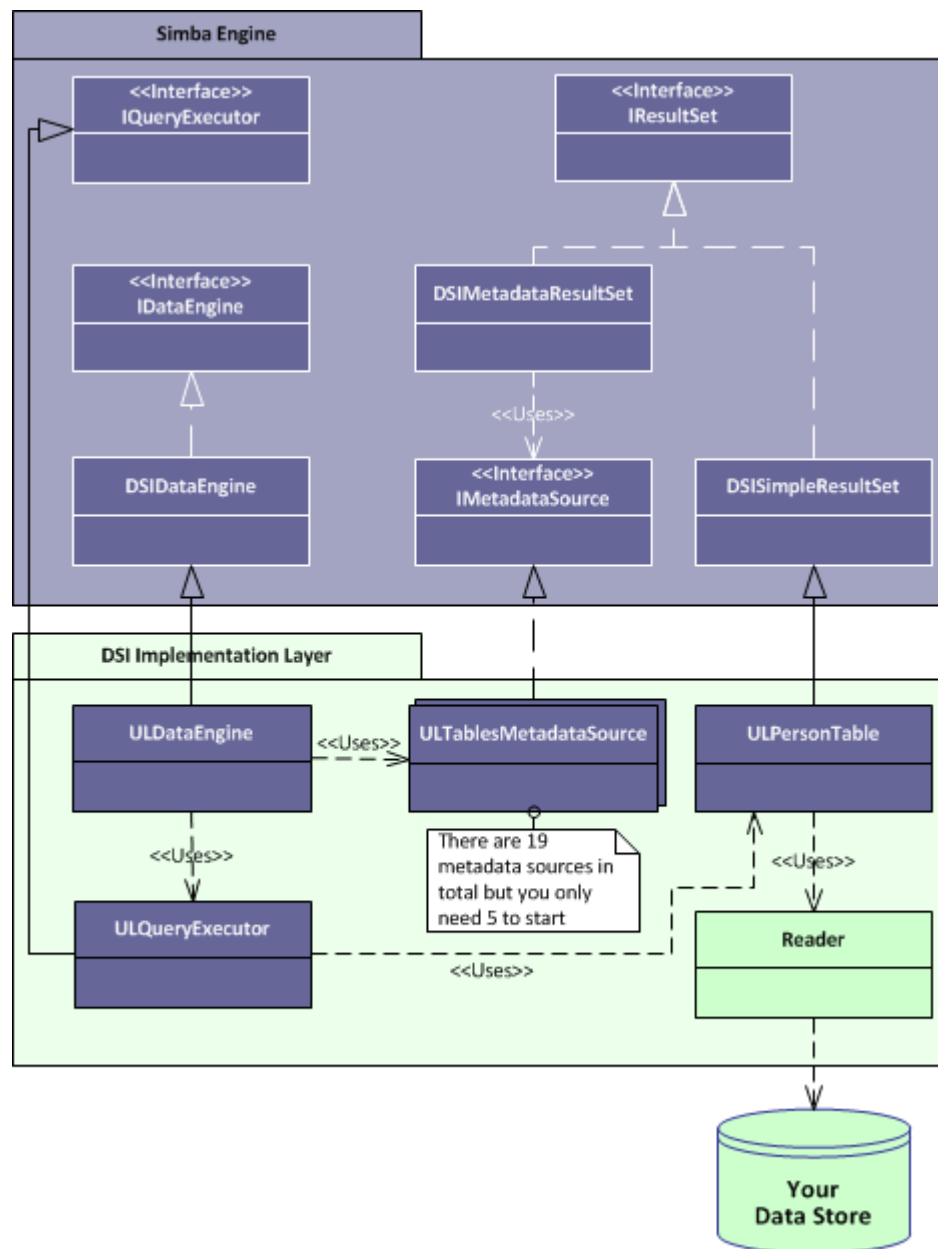 Simba Engine
<<Interface>>
IQueryExecutor
<<Interface>>
IResultSet
<<Interface>>
IDataEngine
DSIMetadataResultSet
<<Uses>>
DSIDataEngine
<<Interface>>
IMetadataSource
DSISimpleResultSet
DSI Implementation Layer
ULDataEngine
<<Uses>>
ULTablesMetadataSource
ULPersonTable
There are 19
metadata sources in
total but you only
need 5 to start
<<Uses>>
<<Uses>>
ULQueryExecutor
<<Uses>>
Reader
Your
Data Store